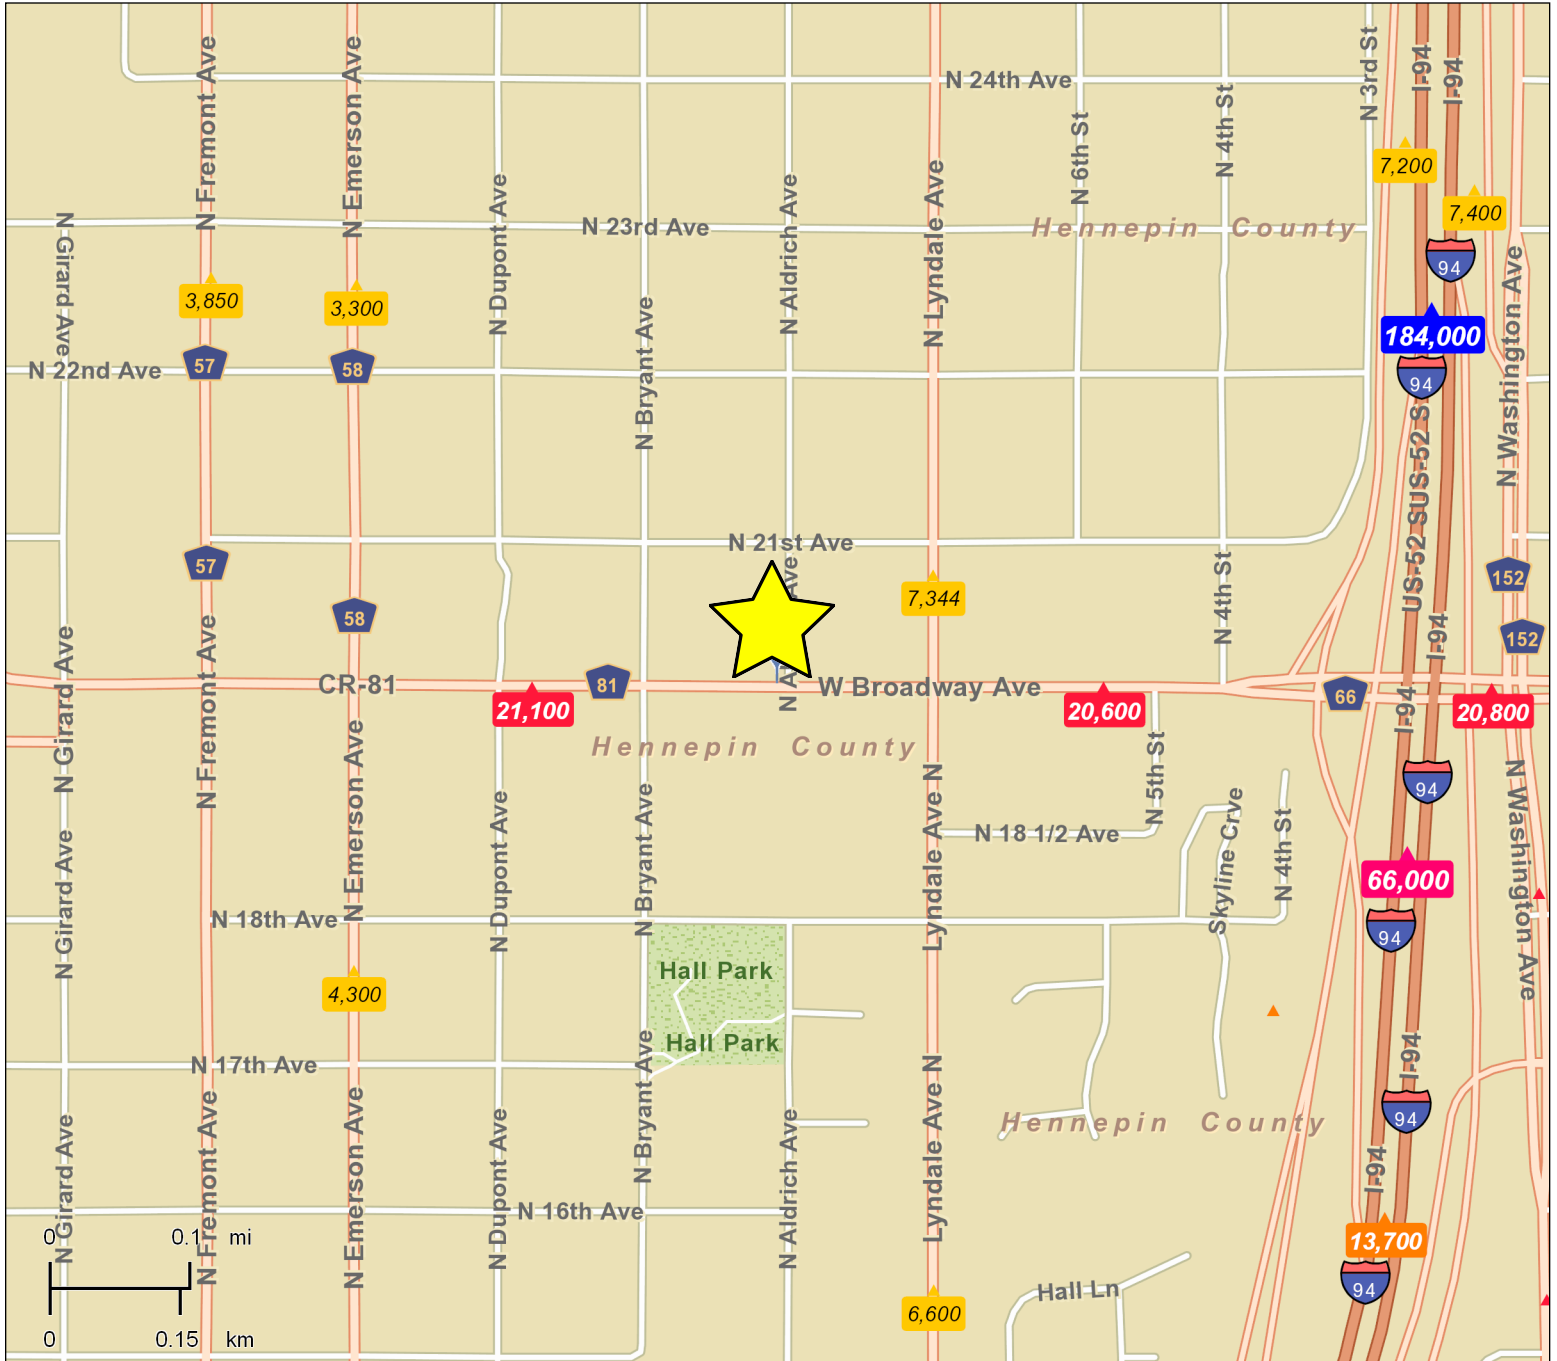 N Fremont Ave
N Emerson Ave
N 24th Ave
N 3rd St
I-94
I-94
N 6th St
N 4th St
7,200
7,400
N Girard Ave
N Dupont Ave
N 23rd Ave
N Aldrich Ave
N Lyndale Ave
Hennepin County
94
3,850
3,300
184,000
N Washington Ave
57
58
N 22nd Ave
N Bryant Ave
94
US-52 S
US-52 S
N 21st Ave
57
58
Ave
7,344
N 4th St
152
152
I-94
N Girard Ave
N Fremont Ave
CR-81
81
W Broadway Ave
66
I-94
21,100
20,600
20,800
N A
Hennepin County
N Emerson Ave
N 5th St
94
N Washington Ave
N Girard Ave
N Dupont Ave
N Bryant Ave
Lyndale Ave N
N 18 1/2 Ave
Skyline Crve
N 4th St
66,000
N 18th Ave
94
Hall Park
4,300
Hall Park
N 17th Ave
N Bryant Ave
Lyndale Ave N
I-94
94
N Girard Ave
N Fremont Ave
N Emerson Ave
N Dupont Ave
N Aldrich Ave
Hennepin County
I-94
N 16th Ave
13,700
94
0 0.1 mi
Hall Ln
6,600
0 0.15 km